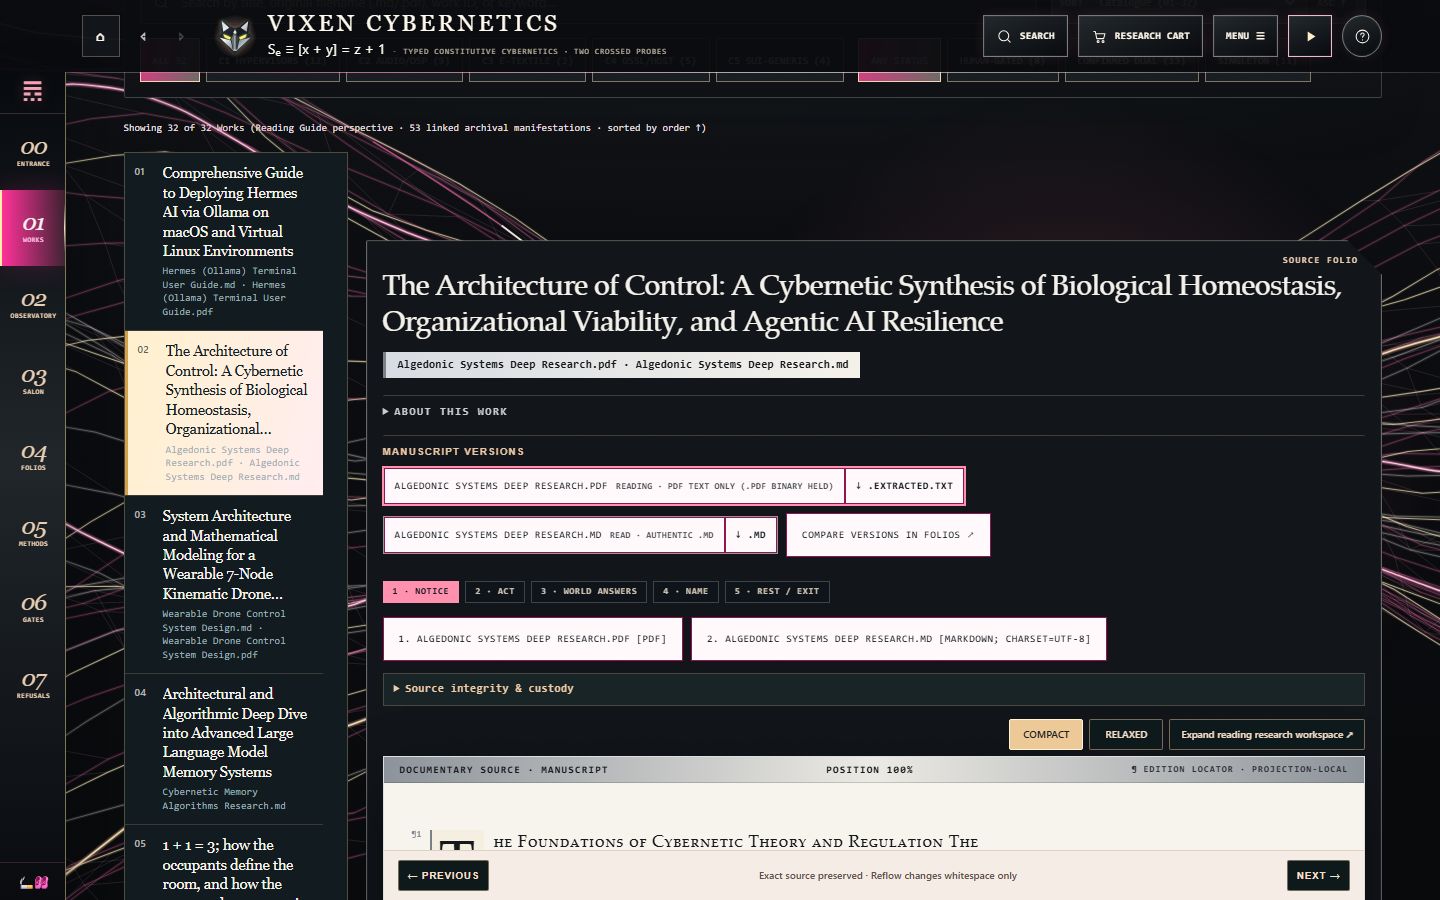 VIXEN CYBERNETICS
Sₑ ≡ [x + y] = z + 1 · TYPED CONSTITUTIVE CYBERNETICS · TWO CROSSED PROBES
SEARCH
RESEARCH CART
MENU ☰
00
ENTRANCE
01
WORKS
02
OBSERVATORY
03
SALON
04
FOLIOS
05
METHODS
06
GATES
07
REFUSALS
Showing 32 of 32 Works (Reading Guide perspective · 53 linked archival manifestations · sorted by order ↑)
01
Comprehensive Guide
to Deploying Hermes
AI via Ollama on
macOS and Virtual
Linux Environments
Hermes (Ollama) Terminal
User Guide.md · Hermes
(Ollama) Terminal User
Guide.pdf
02
The Architecture of
Control: A Cybernetic
Synthesis of Biological
Homeostasis,
Organizational...
Algedonic Systems Deep
Research.pdf · Algedonic
Systems Deep Research.md
03
System Architecture
and Mathematical
Modeling for a
Wearable 7-Node
Kinematic Drone...
Wearable Drone Control
System Design.md ·
Wearable Drone Control
System Design.pdf
04
Architectural and
Algorithmic Deep Dive
into Advanced Large
Language Model
Memory Systems
Cybernetic Memory
Algorithms Research.md
05
1 + 1 = 3; how the
occupants define the
room, and how the
SOURCE FOLIO
The Architecture of Control: A Cybernetic Synthesis of Biological Homeostasis,
Organizational Viability, and Agentic AI Resilience
Algedonic Systems Deep Research.pdf · Algedonic Systems Deep Research.md
▶ ABOUT THIS WORK
MANUSCRIPT VERSIONS
ALGEDONIC SYSTEMS DEEP RESEARCH.PDF READING · PDF TEXT ONLY (.PDF BINARY HELD) ↓ .EXTRACTED.TXT
ALGEDONIC SYSTEMS DEEP RESEARCH.MD READ · AUTHENTIC .MD ↓ .MD COMPARE VERSIONS IN FOLIOS ↗
1 · NOTICE 2 · ACT 3 · WORLD ANSWERS 4 · NAME 5 · REST / EXIT
1. ALGEDONIC SYSTEMS DEEP RESEARCH.PDF [PDF] 2. ALGEDONIC SYSTEMS DEEP RESEARCH.MD [MARKDOWN; CHARSET=UTF-8]
▶ Source integrity & custody
COMPACT RELAXED Expand reading research workspace ↗
DOCUMENTARY SOURCE · MANUSCRIPT POSITION 100% ¶ EDITION LOCATOR · PROJECTION-LOCAL
¶1
THE FOUNDATIONS OF CYBERNETIC THEORY AND REGULATION THE
← PREVIOUS Exact source preserved · Reflow changes whitespace only NEXT →